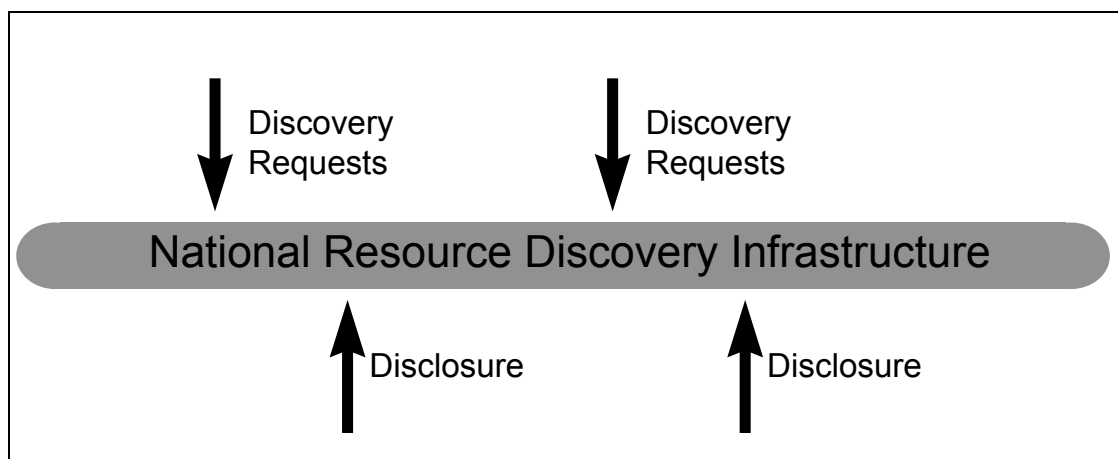 Discovery
Requests
Discovery
Requests
National Resource Discovery Infrastructure
Disclosure
Disclosure